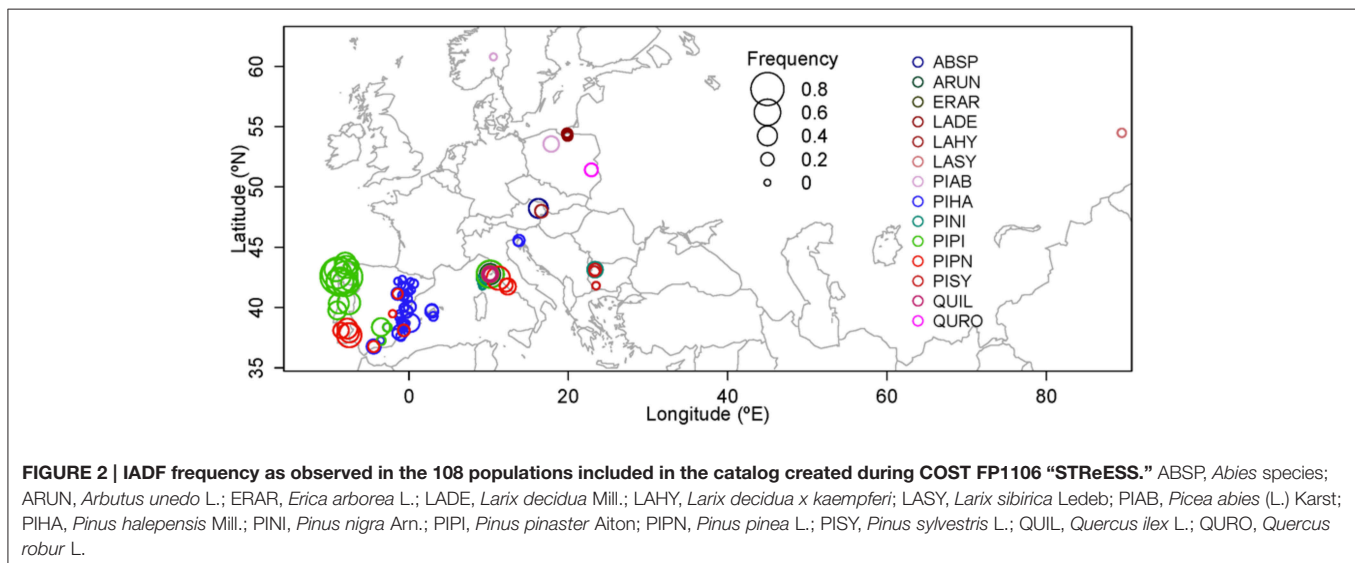 Frequency
0.8
0.6
0.4
0.2
0
ABSP
ARUN
ERAR
LADE
LAHY
LASY
PIAB
PIHA
PINI
PIPI
PIPN
PISY
QUIL
QURO
Latitude (ºN)
60
55
50
45
40
35
0
20
40
60
80
Longitude (ºE)
FIGURE 2 | IADF frequency as observed in the 108 populations included in the catalog created during COST FP1106 “STReESS.” ABSP, Abies species;
ARUN, Arbutus unedo L.; ERAR, Erica arborea L.; LADE, Larix decidua Mill.; LAHY, Larix decidua x kaempferi; LASY, Larix sibirica Ledeb; PIAB, Picea abies (L.) Karst;
PIHA, Pinus halepensis Mill.; PINI, Pinus nigra Arn.; PIPI, Pinus pinaster Aiton; PIPN, Pinus pinea L.; PISY, Pinus sylvestris L.; QUIL, Quercus ilex L.; QURO, Quercus
robur L.